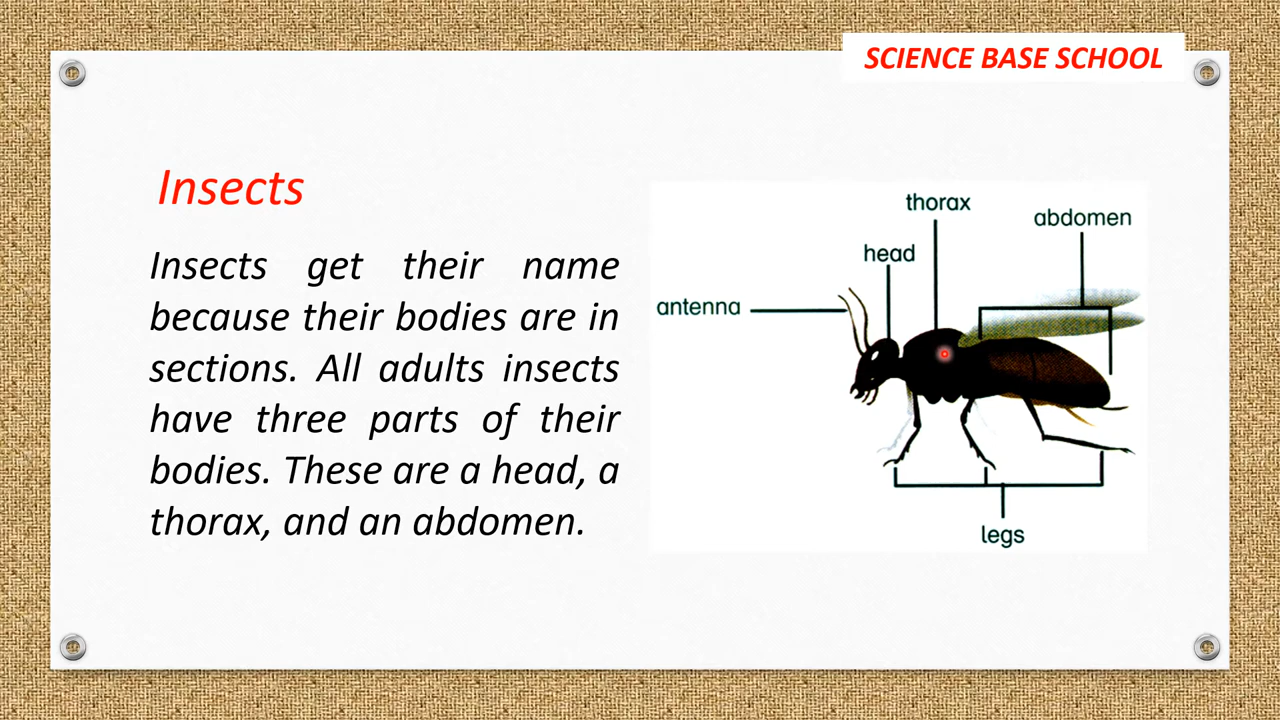 SCIENCE BASE SCHOOL
Insects
Insects get their name
because their bodies are in
sections. All adults insects
have three parts of their
bodies. These are a head, a
thorax, and an abdomen.
thorax
abdomen
head
antenna
legs